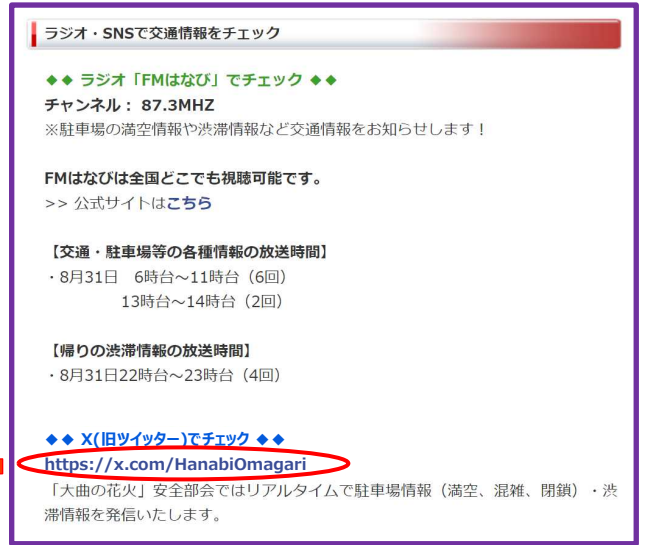 ラジオ・SNSで交通情報をチェック
◆◆ ラジオ「FMはなび」でチェック ◆◆
チャンネル： 87.3MHZ
※駐車場の満空情報や渋滞情報など交通情報をお知らせします！
FMはなびは全国どこでも視聴可能です。
>> 公式サイトはこちら
【交通・駐車場等の各種情報の放送時間】
・8月31日　6時台～11時台（6回）
13時台～14時台（2回）
【帰りの渋滞情報の放送時間】
・8月31日22時台～23時台（4回）
◆◆ X(旧ツイッター)でチェック ◆◆
https://x.com/HanabiOmagari
「大曲の花火」安全部会ではリアルタイムで駐車場情報（満空、混雑、閉鎖）・渋
滞情報を発信いたします。